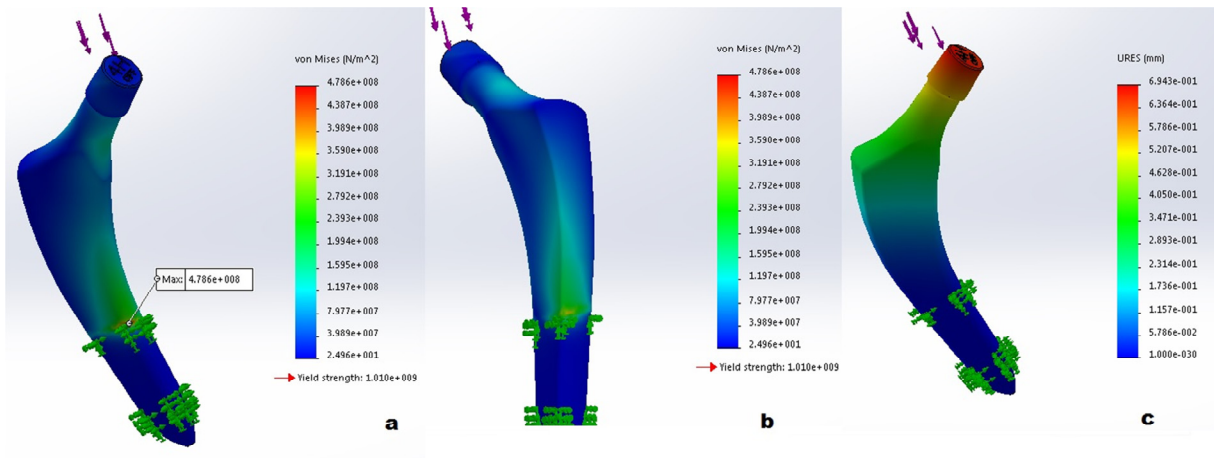 von Mises (N/m^2)
4.786e+008
4.387e+008
3.989e+008
3.590e+008
3.191e+008
2.792e+008
2.393e+008
1.994e+008
1.595e+008
1.197e+008
7.977e+007
3.989e+007
2.496e+001
Yield strength: 1.010e+009
Max: 4.786e+008
a
von Mises (N/m^2)
4.786e+008
4.387e+008
3.989e+008
3.590e+008
3.191e+008
2.792e+008
2.393e+008
1.994e+008
1.595e+008
1.197e+008
7.977e+007
3.989e+007
2.496e+001
Yield strength: 1.010e+009
b
URES (mm)
6.943e-001
6.364e-001
5.786e-001
5.207e-001
4.628e-001
4.050e-001
3.471e-001
2.893e-001
2.314e-001
1.736e-001
1.157e-001
5.786e-002
1.000e-030
c